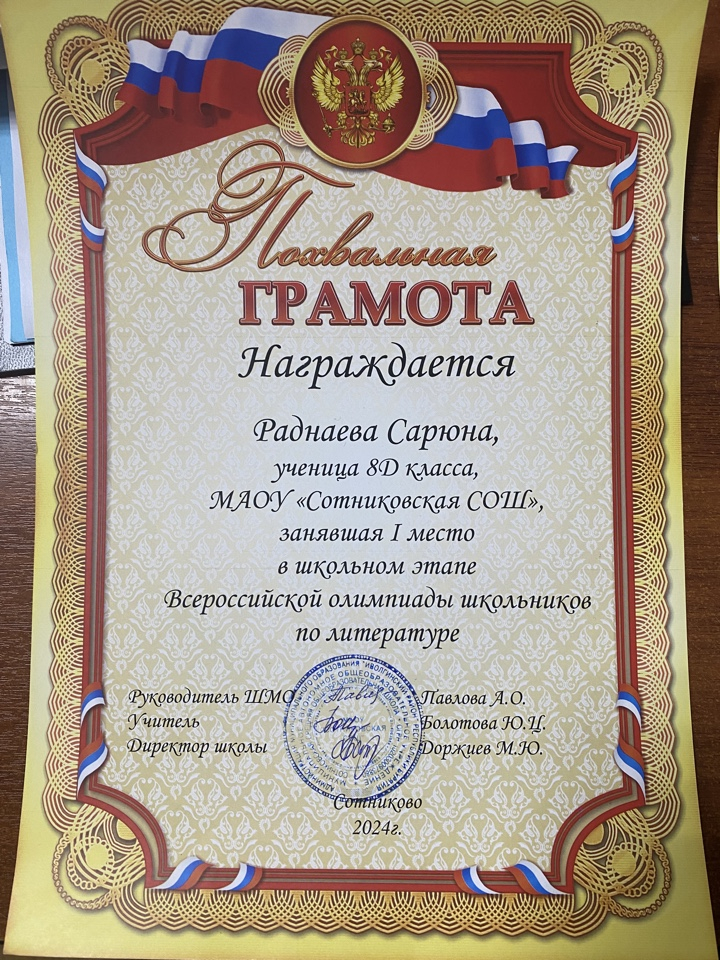 Похвальная
ГРАМОТА
Награждается
Раднаева Сарюна,
ученица 8D класса,
МАОУ «Сотниковская СОШ»,
занявшая I место
в школьном этапе
Всероссийской олимпиады школьников
по литературе
Руководитель ШМО Павлова А.О.
Учитель Болотова Ю.Ц.
Директор школы Доржиев М.Ю.
Сотниково
2024г.